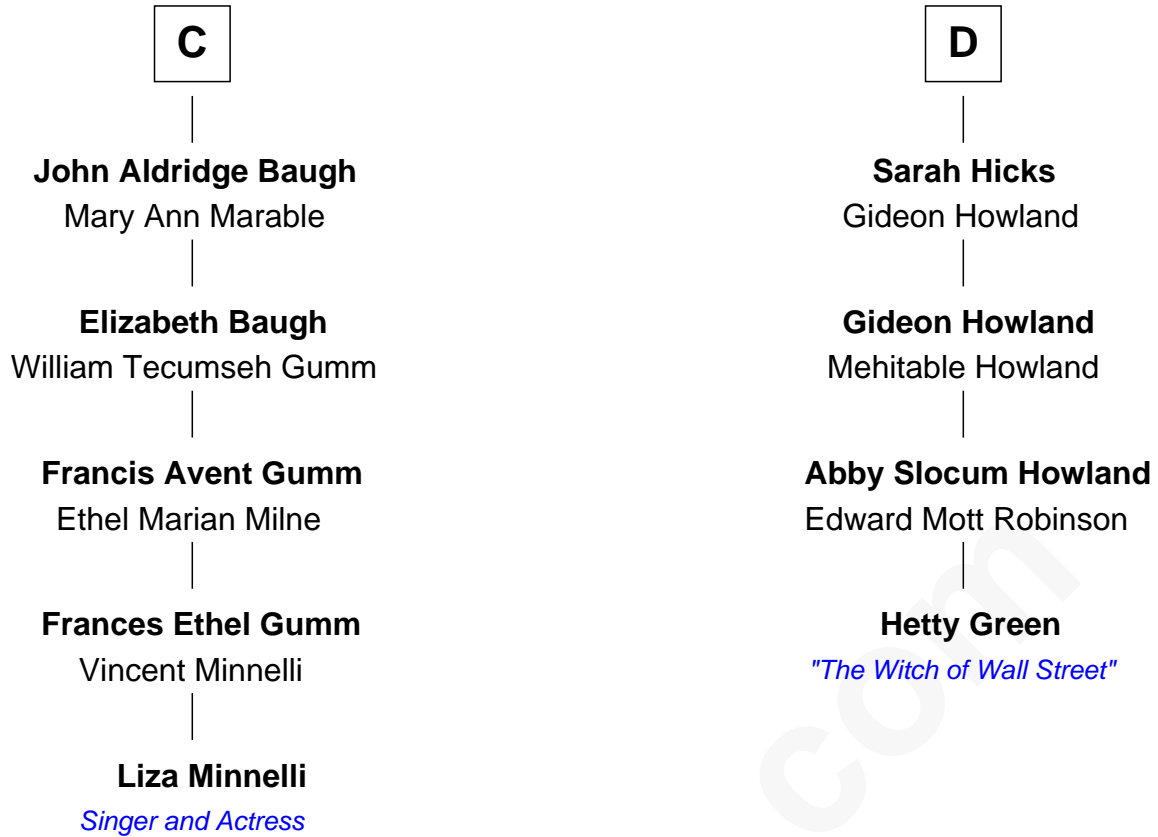 C
John Aldridge Baugh
Mary Ann Marable
Elizabeth Baugh
William Tecumseh Gumm
Francis Avent Gumm
Ethel Marian Milne
Frances Ethel Gumm
Vincent Minnelli
Liza Minnelli
Singer and Actress
D
Sarah Hicks
Gideon Howland
Gideon Howland
Mehitable Howland
Abby Slocum Howland
Edward Mott Robinson
Hetty Green
"The Witch of Wall Street"
com